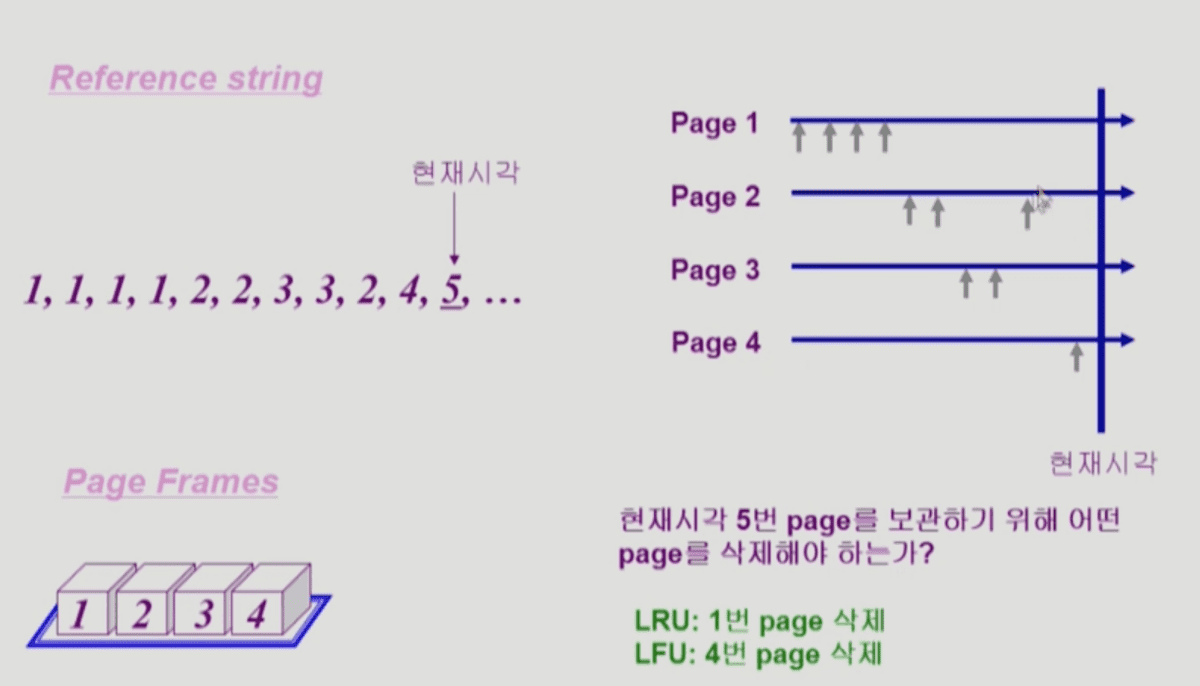 Reference string
현재시각
1, 1, 1, 1, 2, 2, 3, 3, 2, 4, 5, ...
Page Frames
1 2 3 4
Page 1
Page 2
Page 3
Page 4
현재시각
현재시각 5번 page를 보관하기 위해 어떤
page를 삭제해야 하는가?
LRU: 1번 page 삭제
LFU: 4번 page 삭제